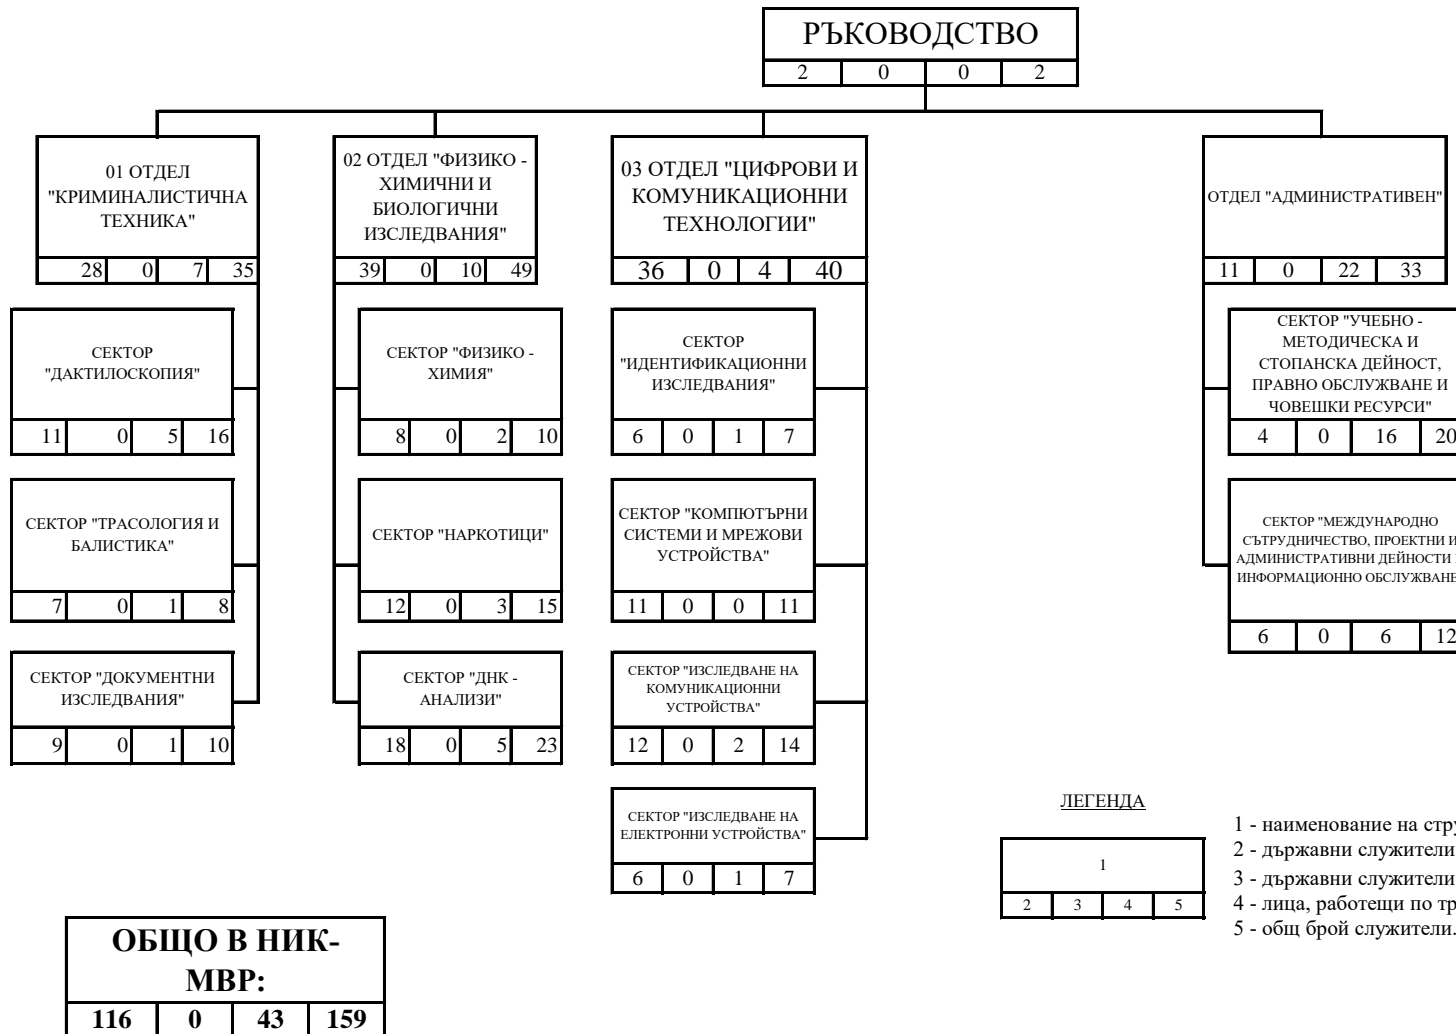 РЪКОВОДСТВО
2 0 0 2
01 ОТДЕЛ
"КРИМИНАЛИСТИЧНА
ТЕХНИКА"
28 0 7 35
СЕКТОР
"ДАКТИЛОСКОПИЯ"
11 0 5 16
СЕКТОР "ТРАСОЛОГИЯ И
БАЛИСТИКА"
7 0 1 8
СЕКТОР "ДОКУМЕНТНИ
ИЗСЛЕДВАНИЯ"
9 0 1 10
02 ОТДЕЛ "ФИЗИКО -
ХИМИЧНИ И
БИОЛОГИЧНИ
ИЗСЛЕДВАНИЯ"
39 0 10 49
СЕКТОР "ФИЗИКО -
ХИМИЯ"
8 0 2 10
СЕКТОР "НАРКОТИЦИ"
12 0 3 15
СЕКТОР "ДНК -
АНАЛИЗИ"
18 0 5 23
03 ОТДЕЛ "ЦИФРОВИ И
КОМУНИКАЦИОННИ
ТЕХНОЛОГИИ"
36 0 4 40
СЕКТОР
"ИДЕНТИФИКАЦИОННИ
ИЗСЛЕДВАНИЯ"
6 0 1 7
СЕКТОР "КОМПЮТЪРНИ
СИСТЕМИ И МРЕЖОВИ
УСТРОЙСТВА"
11 0 0 11
СЕКТОР "ИЗСЛЕДВАНЕ НА
КОМУНИКАЦИОННИ
УСТРОЙСТВА"
12 0 2 14
СЕКТОР "ИЗСЛЕДВАНЕ НА
ЕЛЕКТРОННИ УСТРОЙСТВА"
6 0 1 7
ОТДЕЛ "АДМИНИСТРАТИВЕН"
11 0 22 33
СЕКТОР "УЧЕБНО -
МЕТОДИЧЕСКА И
СТОПАНСКА ДЕЙНОСТ,
ПРАВНО ОБСЛУЖВАНЕ И
ЧОВЕШКИ РЕСУРСИ"
4 0 16 20
СЕКТОР "МЕЖДУНАРОДНО
СЪТРУДНИЧЕСТВО, ПРОЕКТНИ И
АДМИНИСТРАТИВНИ ДЕЙНОСТИ
ИНФОРМАЦИОННО ОБСЛУЖВАНЕ
6 0 6 12
ЛЕГЕНДА
1
2 3 4 5
1 - наименование на
2 - държавни служители
3 - държавни служители
4 - лица, работещи по
5 - общ брой служители.
ОБЩО В НИК-
МВР:
116 0 43 159